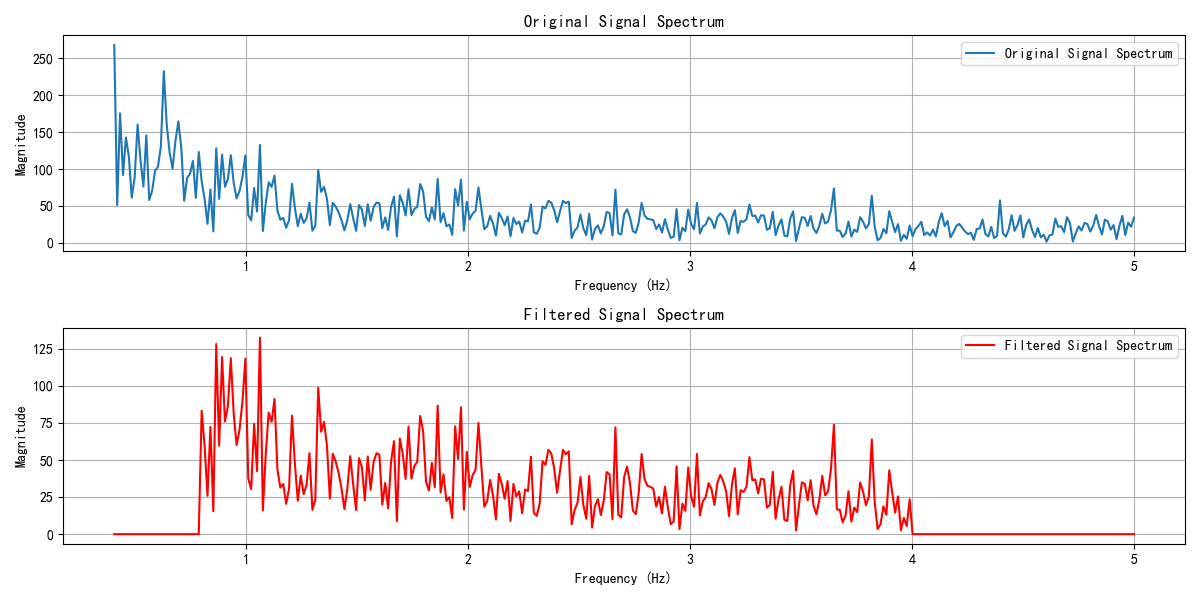 Original Signal Spectrum
Original Signal Spectrum
Magnitude
250
200
150
100
50
0
1
2
3
4
5
Frequency (Hz)
Filtered Signal Spectrum
Filtered Signal Spectrum
Magnitude
125
100
75
50
25
0
1
2
3
4
5
Frequency (Hz)